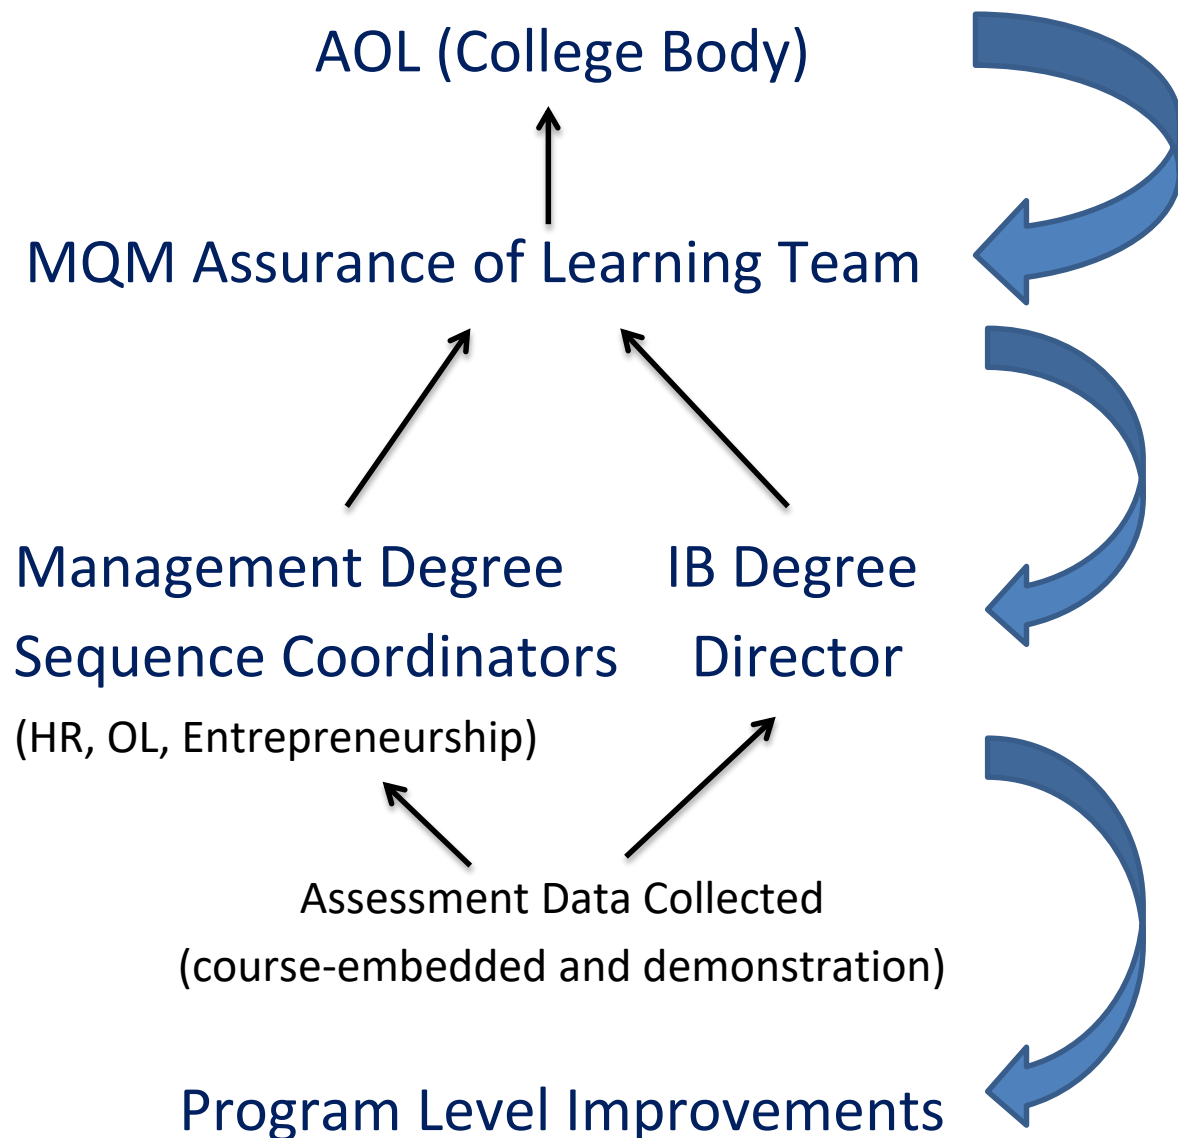 AOL (College Body)
MQM Assurance of Learning Team
Management Degree
Sequence Coordinators
(HR, OL, Entrepreneurship)
IB Degree
Director
Assessment Data Collected
(course-embedded and demonstration)
Program Level Improvements